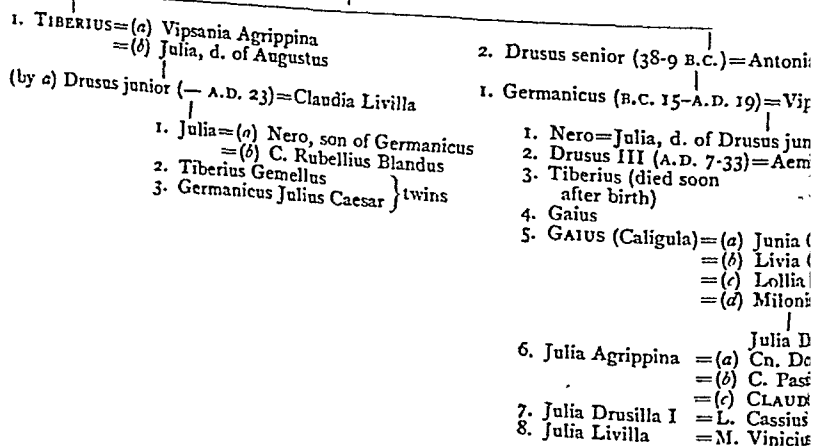 1. TIBERIUS=(a) Vipsania Agrippina
=(b) Julia, d. of Augustus
(by a) Drusus junior (— A.D. 23)=Claudia Livilla
1. Julia=(a) Nero, son of Germanicus
=(b) C. Rubellius Blandus
2. Tiberius Gemellus
3. Germanicus Julius Caesar } twins
2. Drusus senior (38-9 B.C.)=Antoni
1. Germanicus (B.C. 15-A.D. 19)=Vip
1. Nero=Julia, d. of Drusus jun
2. Drusus III (A.D. 7-33)=Aem
3. Tiberius (died soon
after birth)
4. Gaius
5. GAIUS (Caligula)=(a) Junia
=(b) Livia
=(c) Lollia
=(d) Miloni
Julia D
6. Julia Agrippina =(a) Cn. Do
=(b) C. Pass
=(c) CLAUD
7. Julia Drusilla I =L. Cassius
8. Julia Livilla =M. Vinicius